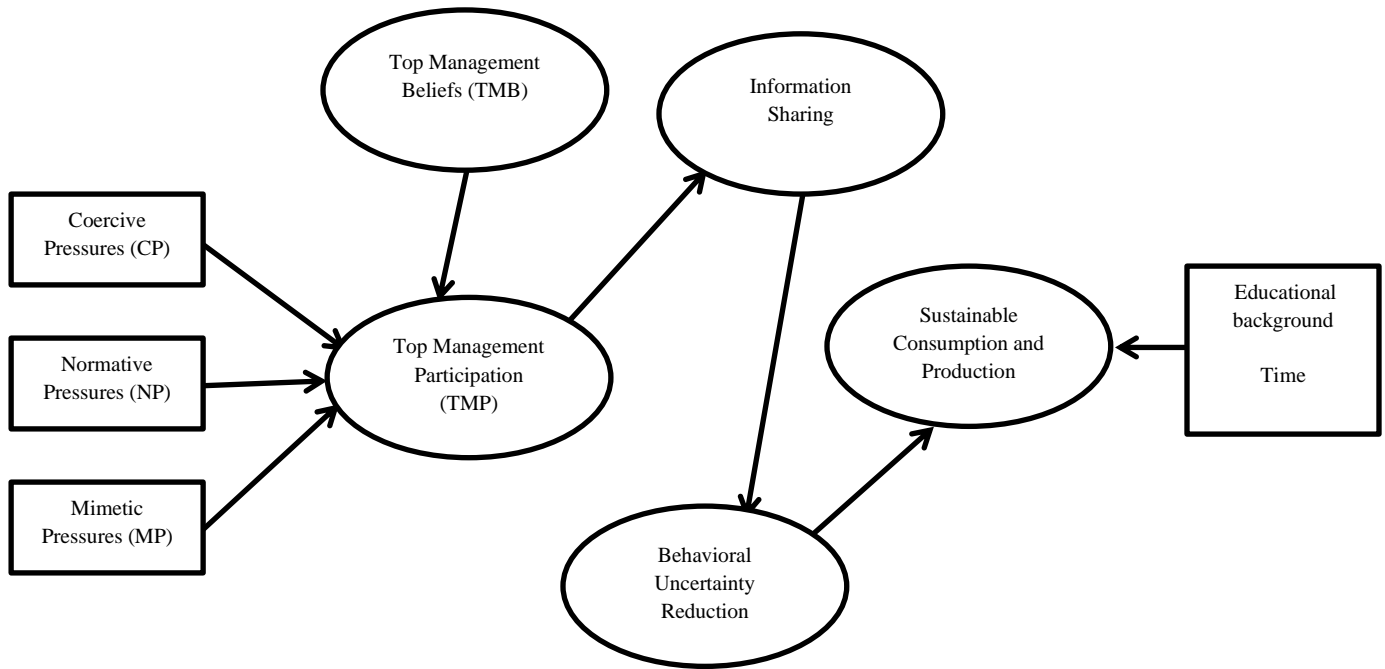 Top Management
Beliefs (TMB)
Information
Sharing
Coercive
Pressures (CP)
Normative
Pressures (NP)
Mimetic
Pressures (MP)
Top Management
Participation
(TMP)
Sustainable
Consumption and
Production
Educational
background
Time
Behavioral
Uncertainty
Reduction